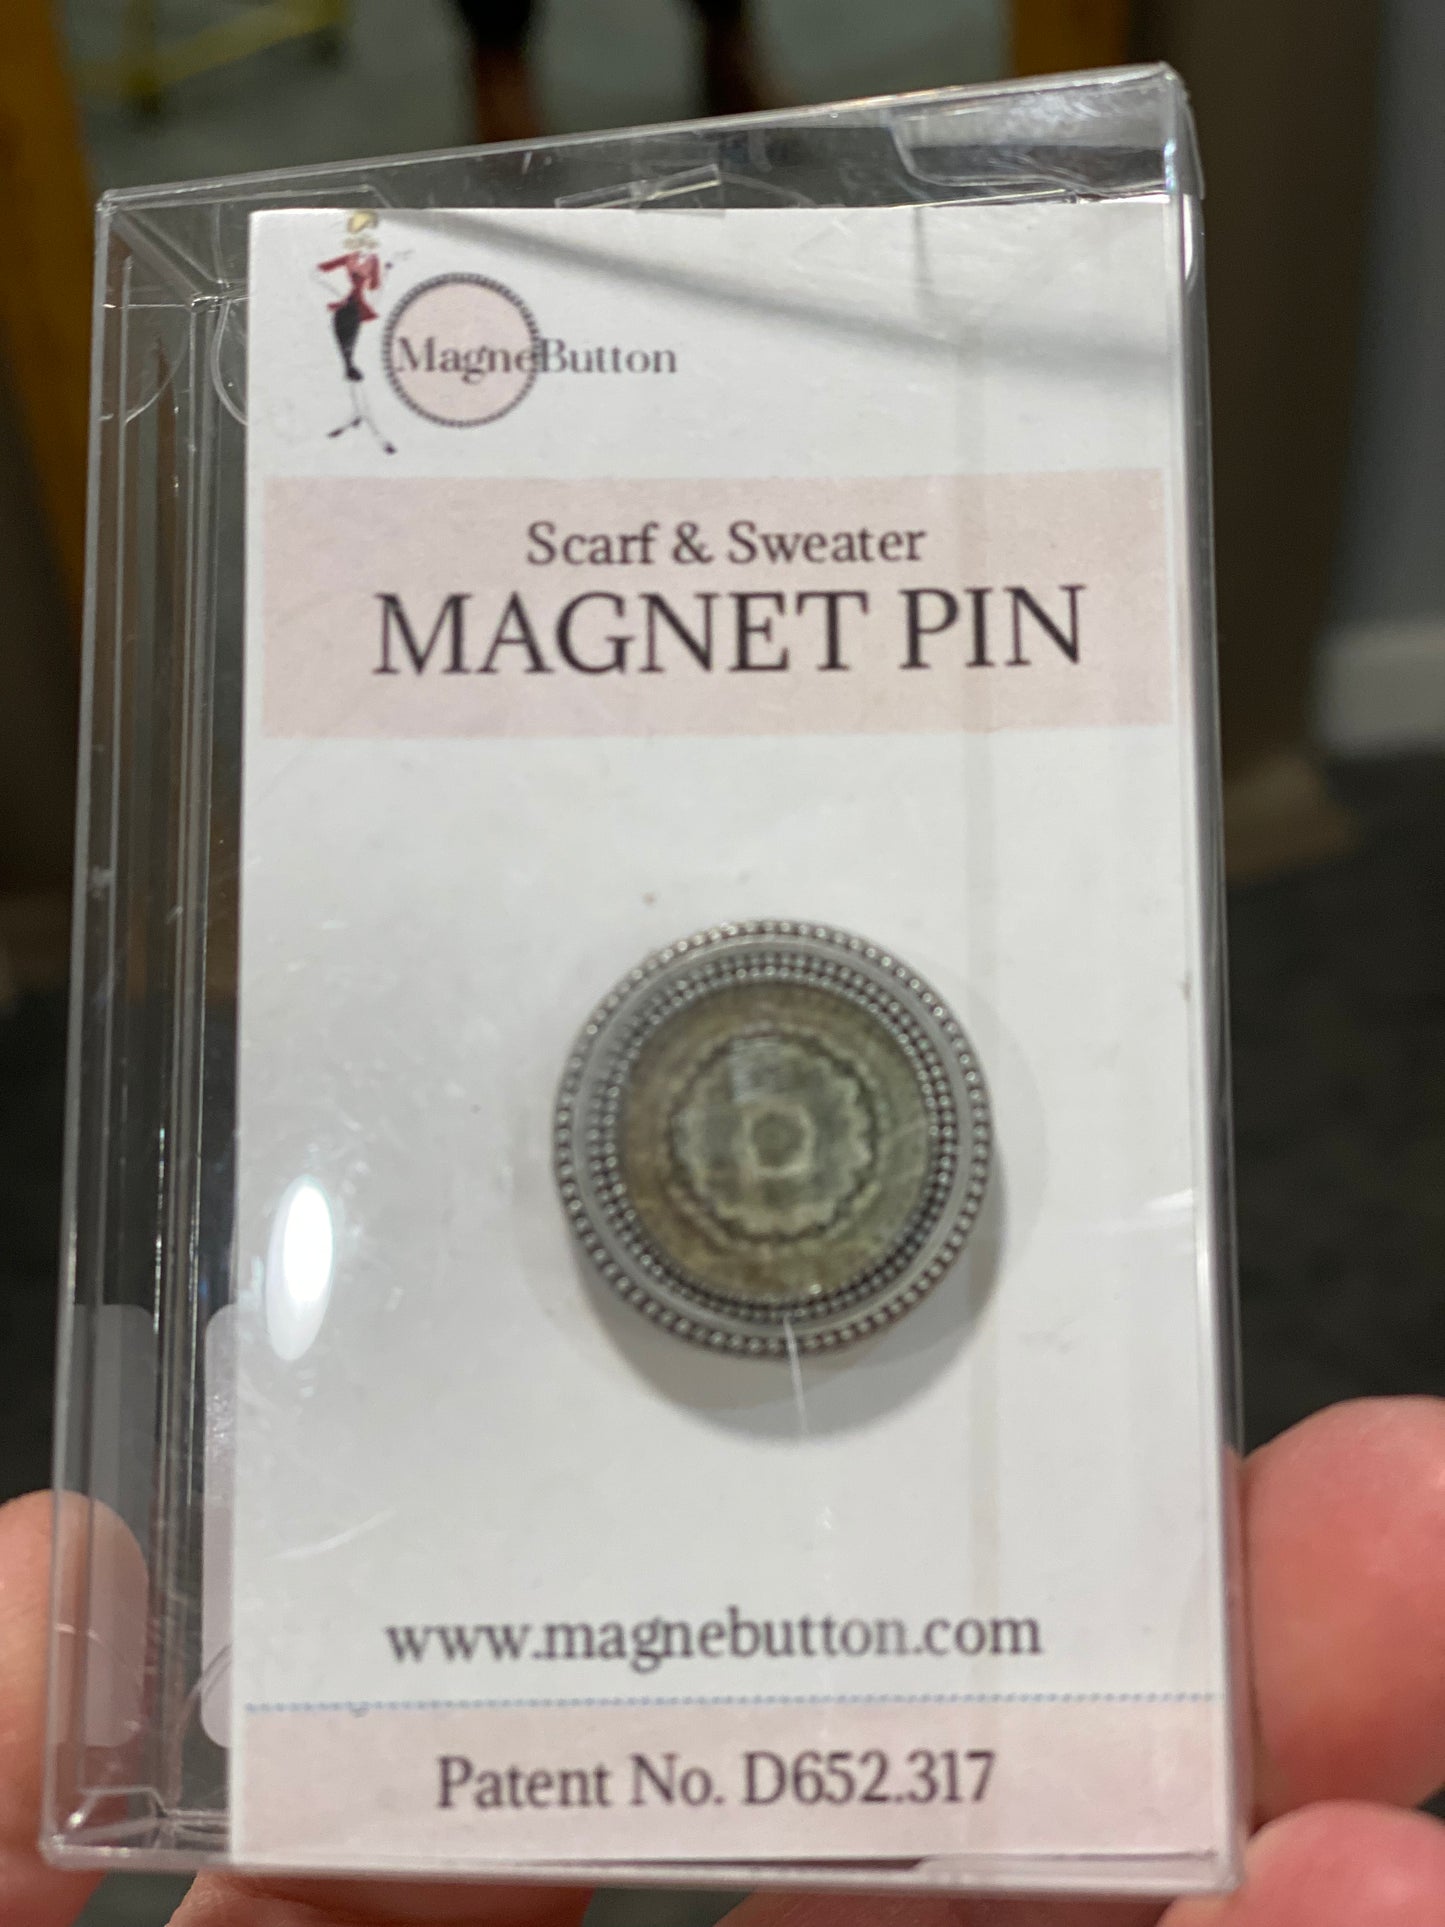 MagneButton
Scarf & Sweater
MAGNET PIN
www.magnebutton.com
Patent No. D652.317